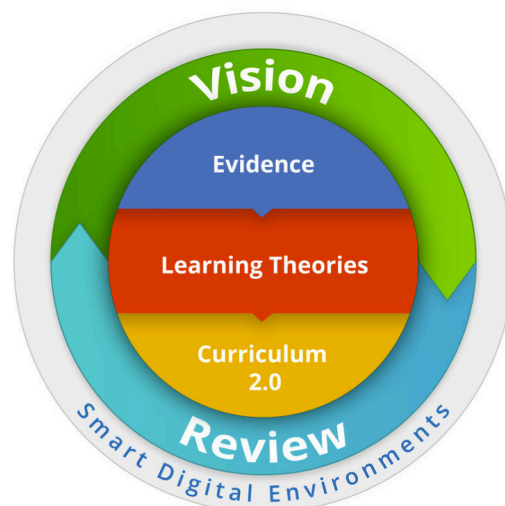 Vision
Evidence
Learning Theories
Curriculum
2.0
Review
Smart Digital Environments